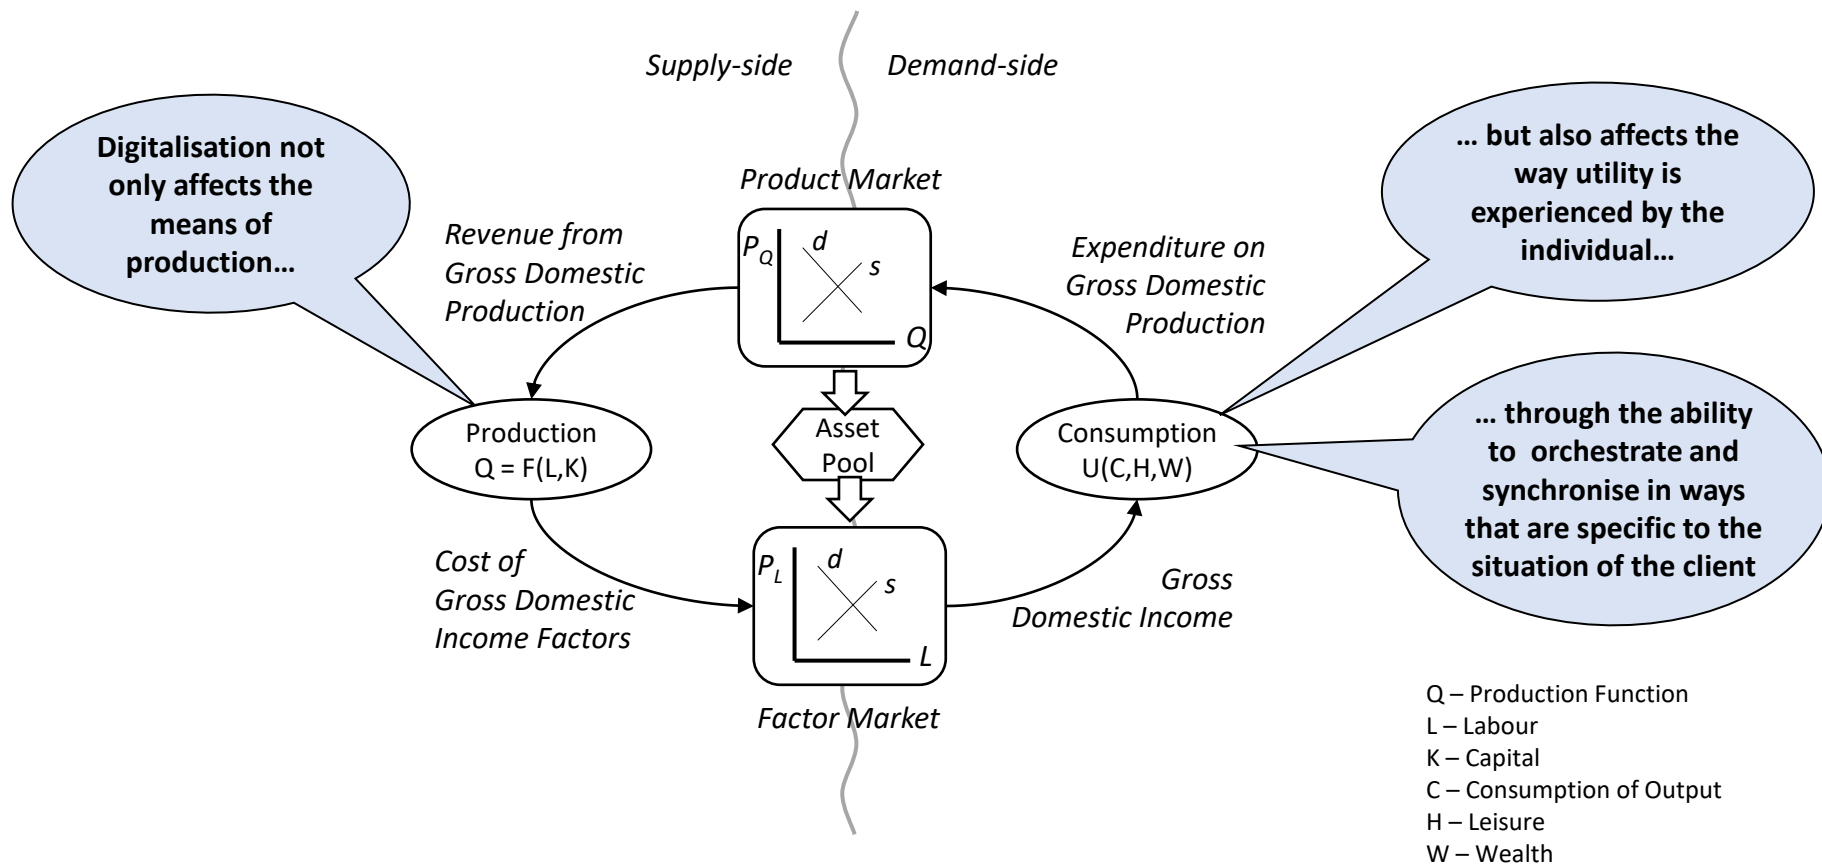 Supply-side
Demand-side
Digitalisation not
only affects the
means of
production...
... but also affects the
way utility is
experienced by the
individual...
Product Market
Revenue from
Gross Domestic
Production
P_Q
d
s
Q
Expenditure on
Gross Domestic
Production
Production
Q = F(L,K)
Asset
Pool
Consumption
U(C,H,W)
... through the ability
to  orchestrate and
synchronise in ways
that are specific to the
situation of the client
Cost of
Gross Domestic
Income Factors
P_L
d
s
L
Gross
Domestic Income
Factor Market
Q – Production Function
L – Labour
K – Capital
C – Consumption of Output
H – Leisure
W – Wealth